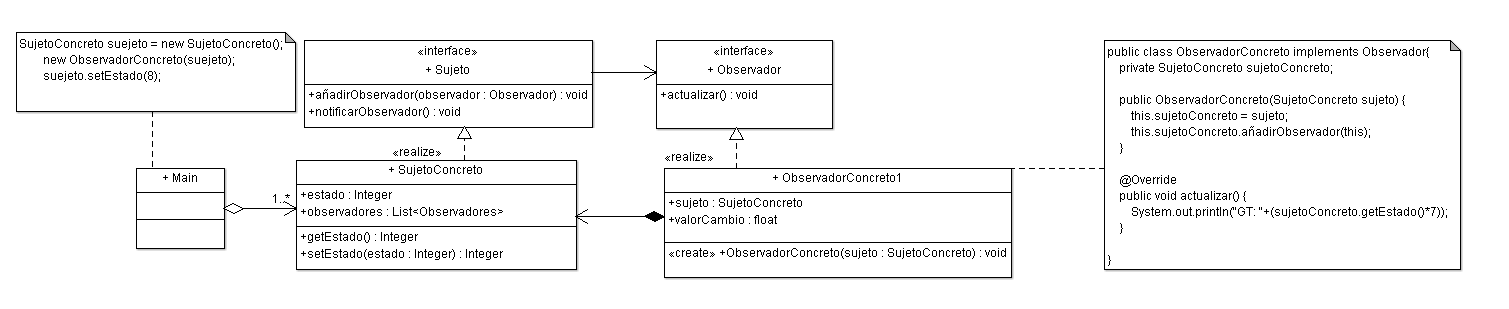 SujetoConcreto suejeto = new SujetoConcreto();
new ObservadorConcreto(suejeto);
suejeto.setEstado(8);
«interface»
+ Sujeto
+añadirObservador(observador : Observador) : void
+notificarObservador() : void
«interface»
+ Observador
+actualizar() : void
public class ObservadorConcreto implements Observador{
private SujetoConcreto sujetoConcreto;
public ObservadorConcreto(SujetoConcreto sujeto) {
this.sujetoConcreto = sujeto;
this.sujetoConcreto.añadirObservador(this);
}
@Override
public void actualizar() {
System.out.println("GT: "+(sujetoConcreto.getEstado()*7));
}
}
«realize»
«realize»
+ Main
1..*
+ SujetoConcreto
+estado : Integer
+observadores : List<Observadores>
+getEstado() : Integer
+setEstado(estado : Integer) : Integer
+ ObservadorConcreto1
+sujeto : SujetoConcreto
+valorCambio : float
«create» +ObservadorConcreto(sujeto : SujetoConcreto) : void